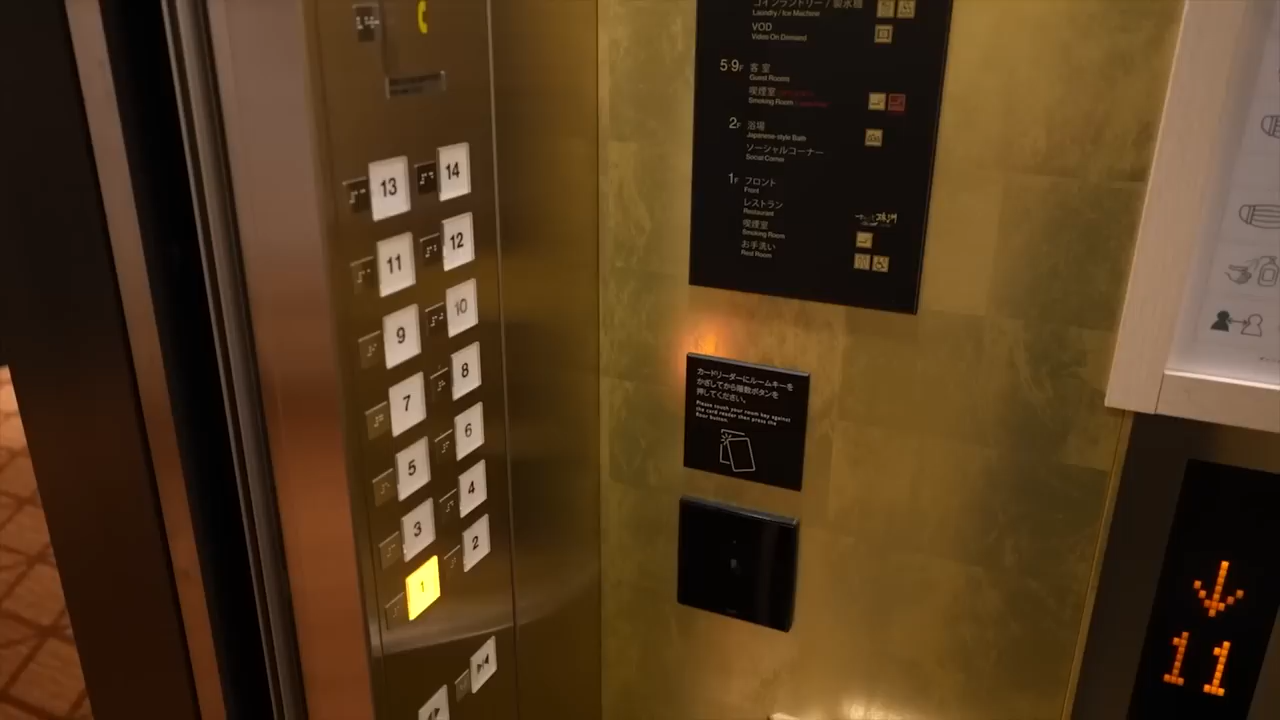 13
14
11
12
9
10
7
8
5
6
3
4
1
2
コインランドリー / 製氷機
Laundry / Ice Machine
VOD
Video On Demand
5-9F 客室
Guest Rooms
喫煙室
Smoking Room
2F 浴場
Japanese-style Bath
ソーシャルコーナー
Social Corner
1F フロント
Front
レストラン
Restaurant
喫煙室
Smoking Room
お手洗い
Rest Room
カードリーダーにルームキーを
かざしてから階数ボタンを
押してください。
Please touch your room key against
the card reader then press the
floor button.
11